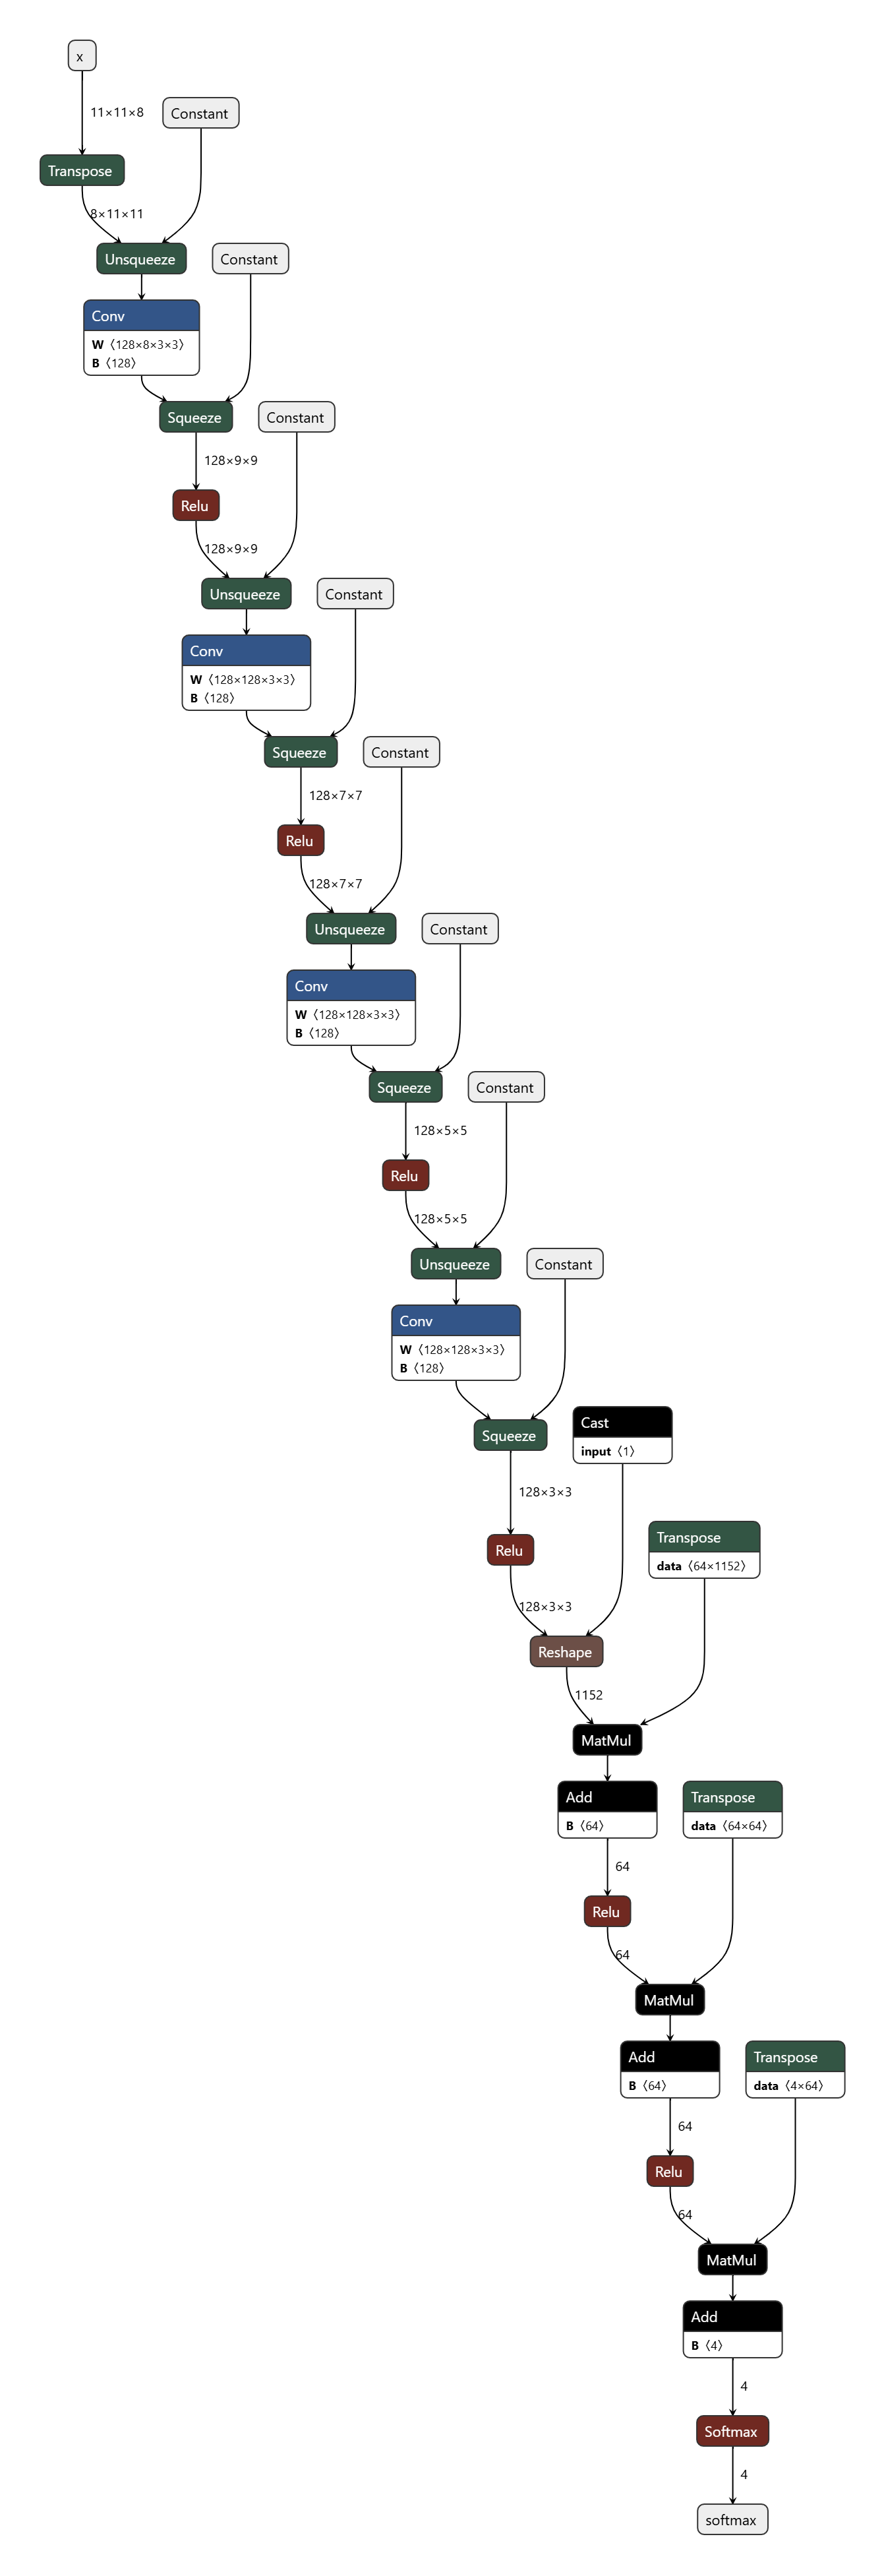 x
11×11×8
Constant
Transpose
8×11×11
Unsqueeze
Constant
Conv
W 〈128×8×3×3〉
B 〈128〉
Squeeze
Constant
128×9×9
Relu
128×9×9
Unsqueeze
Constant
Conv
W 〈128×128×3×3〉
B 〈128〉
Squeeze
Constant
128×7×7
Relu
128×7×7
Unsqueeze
Constant
Conv
W 〈128×128×3×3〉
B 〈128〉
Squeeze
Constant
128×5×5
Relu
128×5×5
Unsqueeze
Constant
Conv
W 〈128×128×3×3〉
B 〈128〉
Squeeze
Cast
input 〈1〉
128×3×3
Relu
Transpose
data 〈64×1152〉
128×3×3
Reshape
1152
MatMul
Add
B 〈64〉
Transpose
data 〈64×64〉
64
Relu
64
MatMul
Add
B 〈64〉
Transpose
data 〈4×64〉
64
Relu
64
MatMul
Add
B 〈4〉
4
Softmax
4
softmax